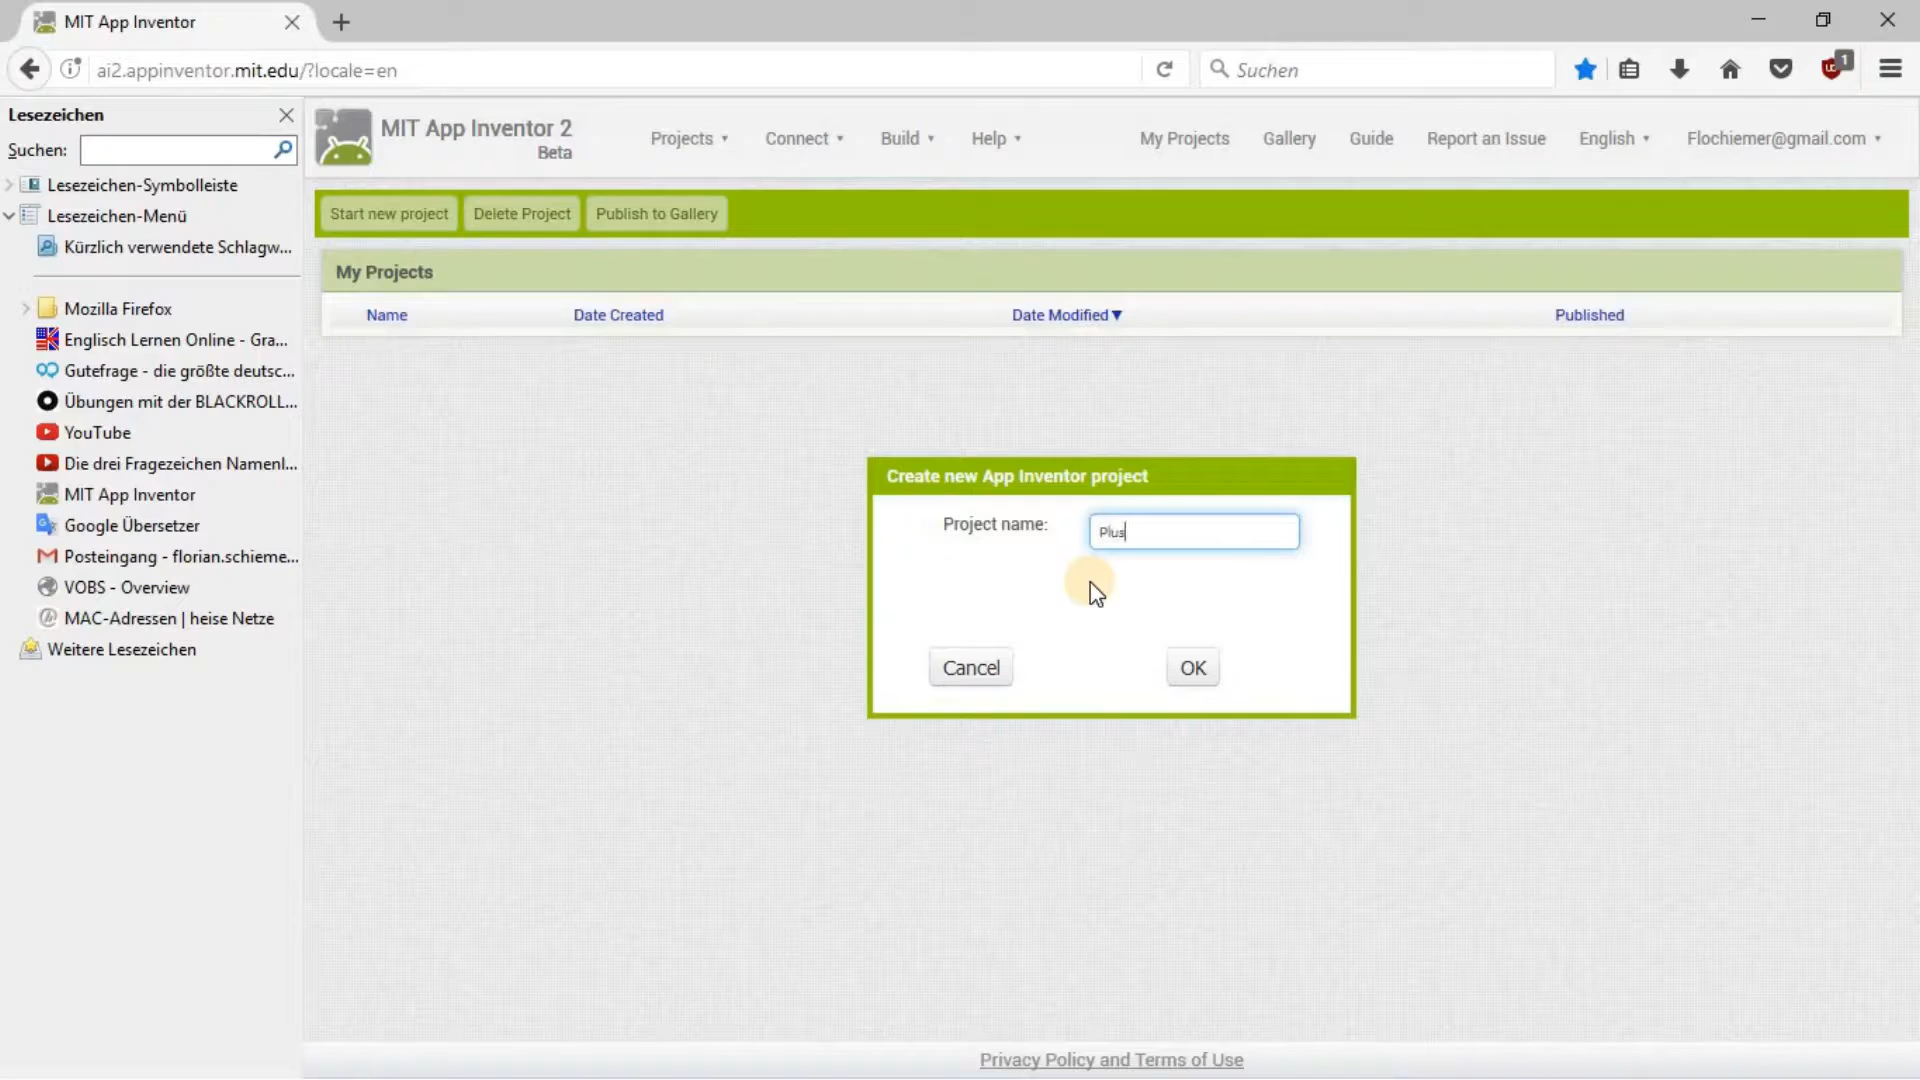 MIT App Inventor
ai2.appinventor.mit.edu/?locale=en
Suchen
1
Lesezeichen
Suchen:
Lesezeichen-Symbolleiste
Lesezeichen-Menü
Kürzlich verwendete Schlagw...
Mozilla Firefox
Englisch Lernen Online - Gra...
Gutefrage - die größte deutsc...
Übungen mit der BLACKROLL...
YouTube
Die drei Fragezeichen Namenl...
MIT App Inventor
Google Übersetzer
Posteingang - florian.schieme...
VOBS - Overview
MAC-Adressen | heise Netze
Weitere Lesezeichen
MIT App Inventor 2
Beta
Projects
Connect
Build
Help
My Projects
Gallery
Guide
Report an Issue
English
Flochiemer@gmail.com
Start new project
Delete Project
Publish to Gallery
My Projects
Name
Date Created
Date Modified▼
Published
Create new App Inventor project
Project name:
Plus
Cancel
OK
Privacy Policy and Terms of Use